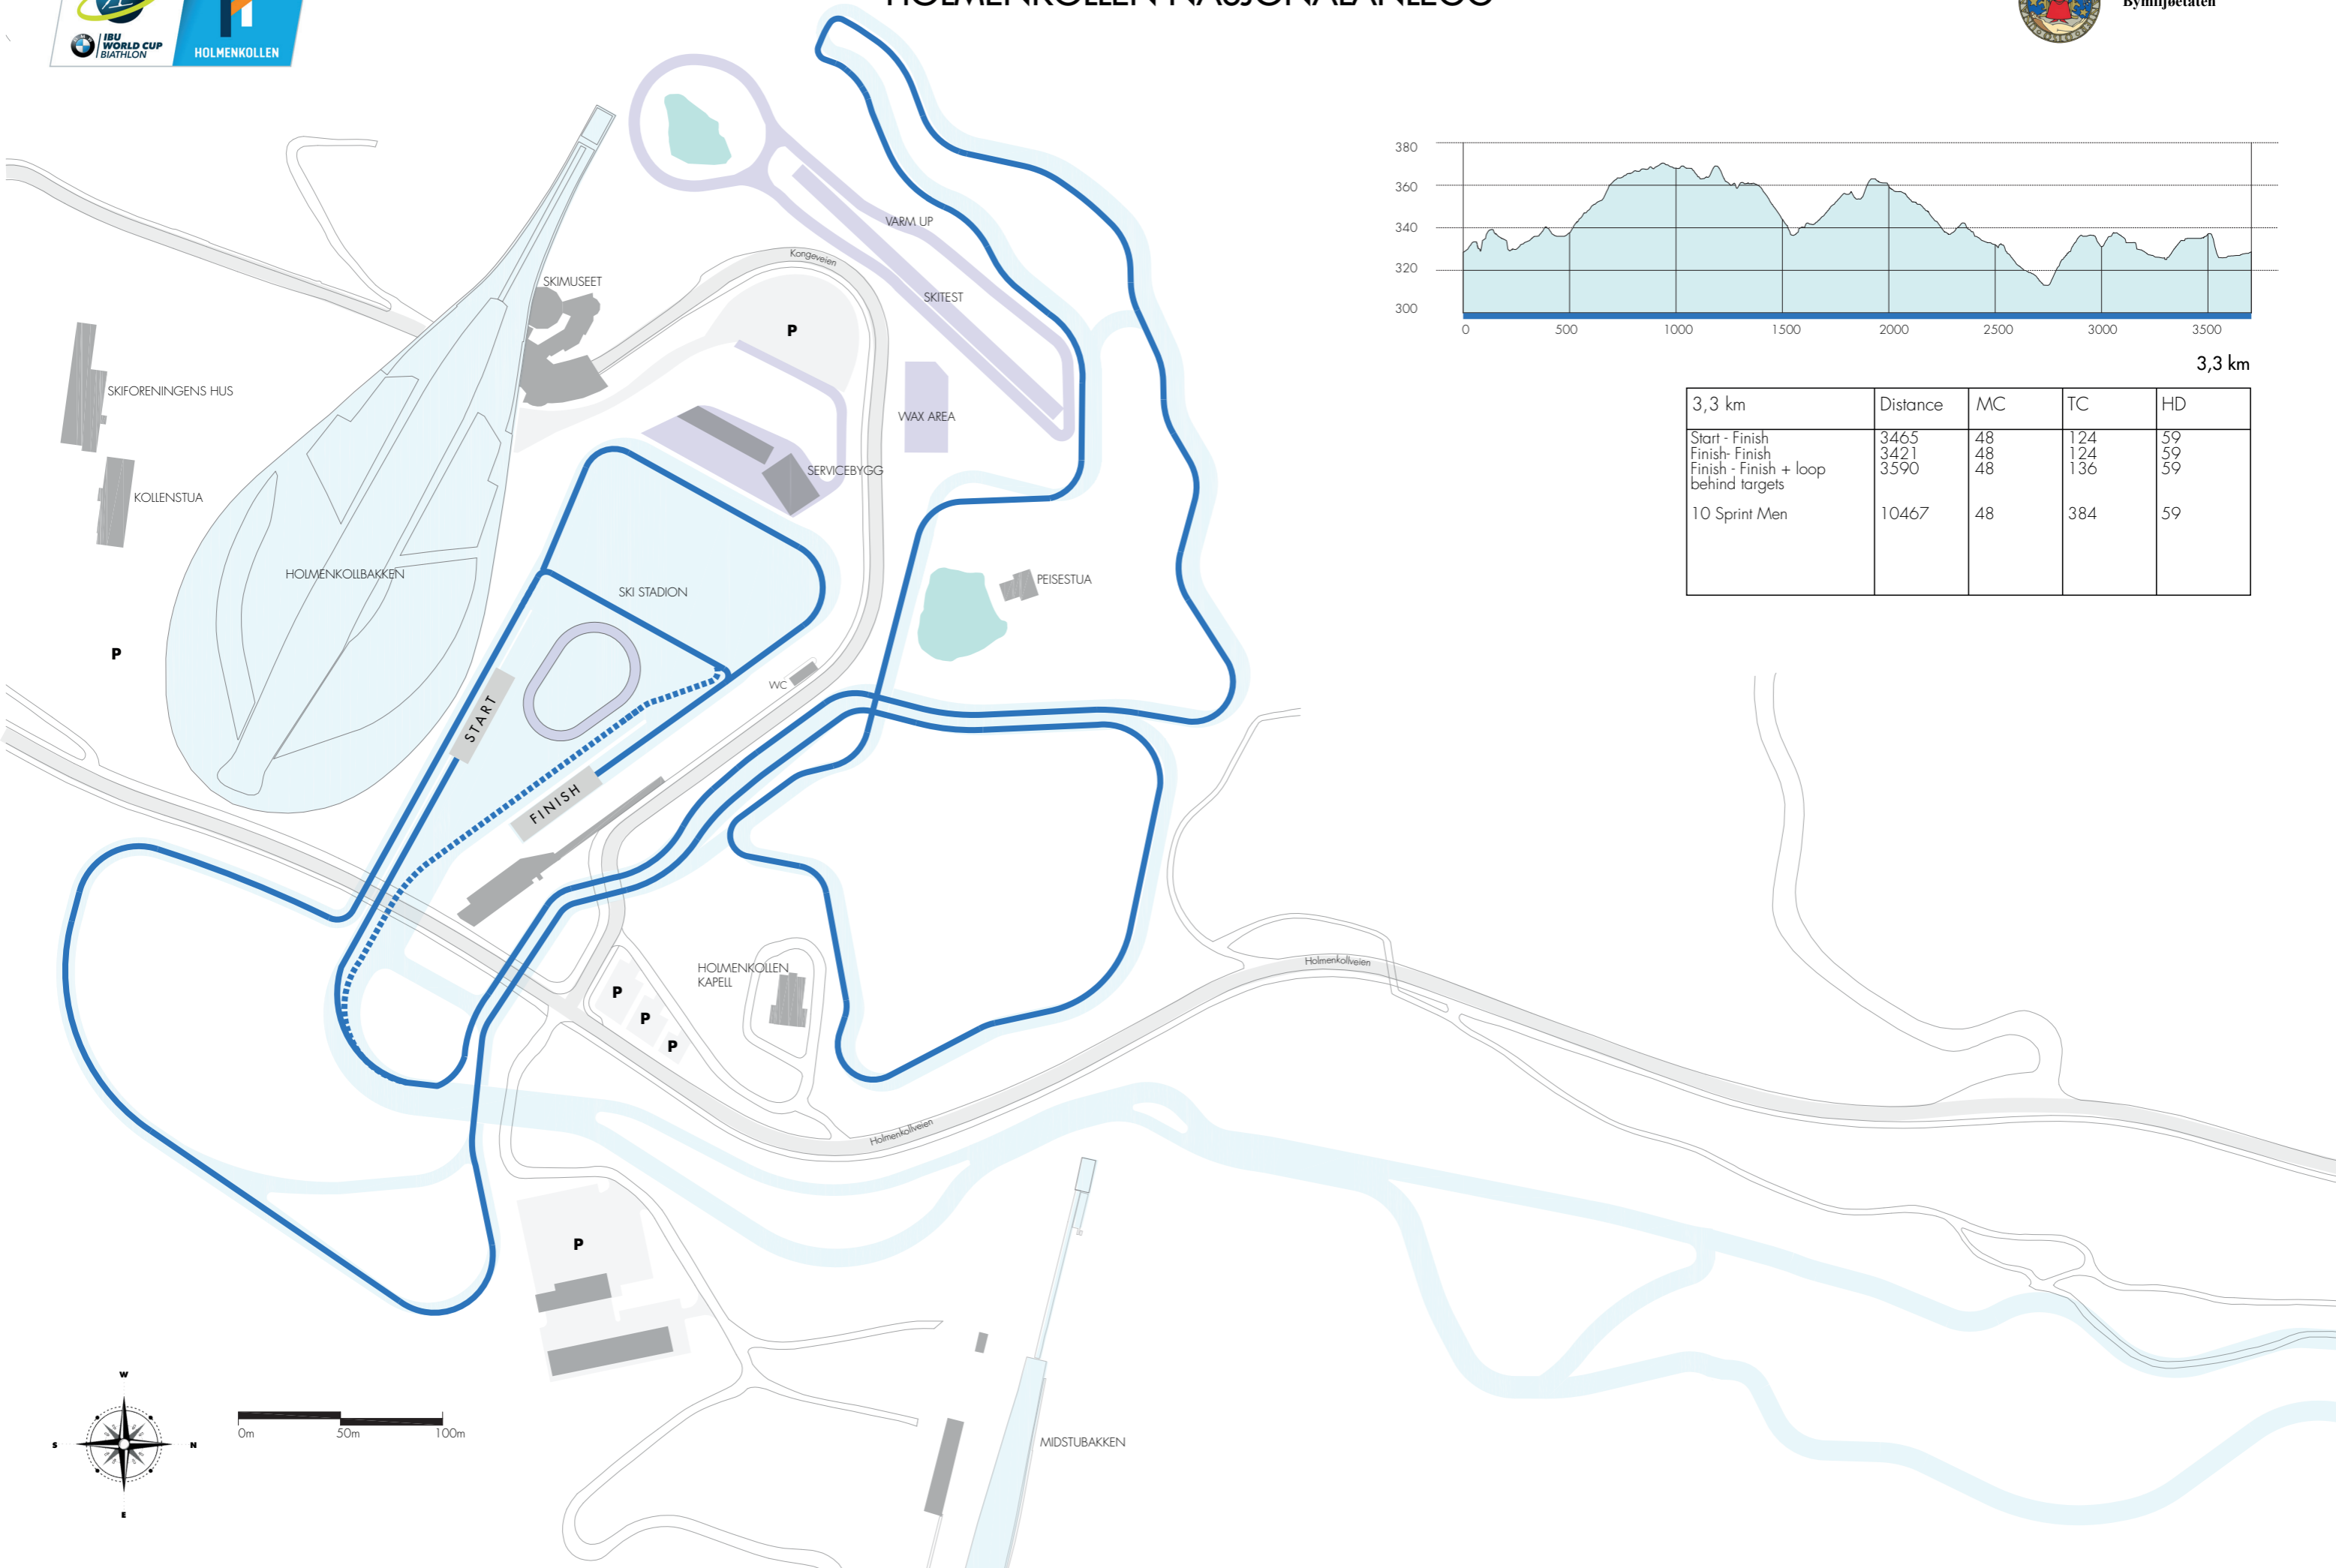 HOLMENKOLLEN NASJONALANLEGG
Bymiljøetaten
IBU
WORLD CUP
BIATHLON
HOLMENKOLLEN
OSLO
380
360
340
320
300
0 500 1000 1500 2000 2500 3000 3500
3,3 km
3,3 km Distance MC TC HD
Start - Finish 3465 48 124 59
Finish- Finish 3421 48 124 59
Finish - Finish + loop 3590 48 136 59
behind targets
10 Sprint Men 10467 48 384 59
VARM UP
Kongeveien
SKIMUSEET
SKITEST
P
SKIFORENINGENS HUS
WAX AREA
SERVICEBYGG
KOLLENSTUA
HOLMENKOLLBAKKEN
PEISESTUA
SKI STADION
P
WC
START
FINISH
HOLMENKOLLEN
KAPELL
Holmenkollveien
P
P
P
Holmenkollveien
P
W
S N
E
0m 50m 100m
MIDSTUBAKKEN